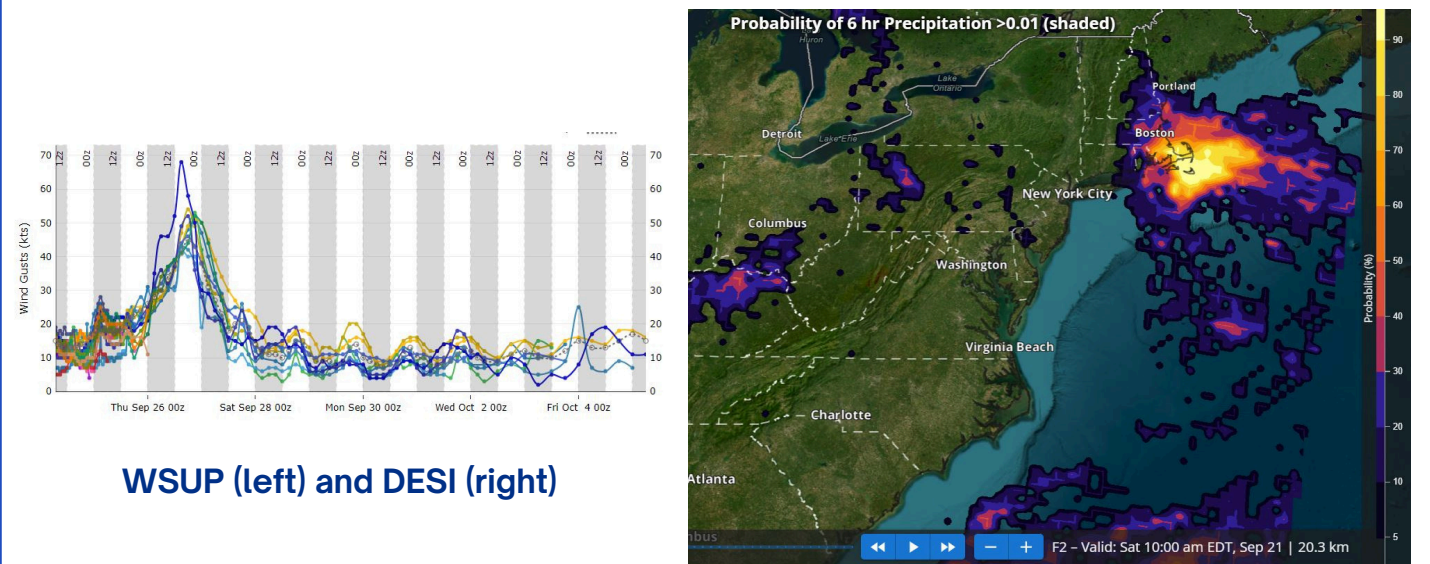 70
60
50
40
30
20
10
0
Wind Gusts (kts)
12Z 00Z 12Z 00Z 12Z 00Z 12Z 00Z 12Z 00Z 12Z 00Z 12Z 00Z 12Z 00Z 12Z 00Z 12Z 00Z 12Z 00Z
70
60
50
40
30
20
10
0
Thu Sep 26 00z Sat Sep 28 00z Mon Sep 30 00z Wed Oct 2 00z Fri Oct 4 00z
WSUP (left) and DESI (right)
Probability of 6 hr Precipitation >0.01 (shaded)
Huron
Lake
Ontario
Portland
Detroit
Lake Erie
Boston
New York City
Columbus
Washington
Virginia Beach
Charlotte
Atlanta
90
80
70
60
50
40
30
20
10
5
Probability (%)
F2 – Valid: Sat 10:00 am EDT, Sep 21 | 20.3 km